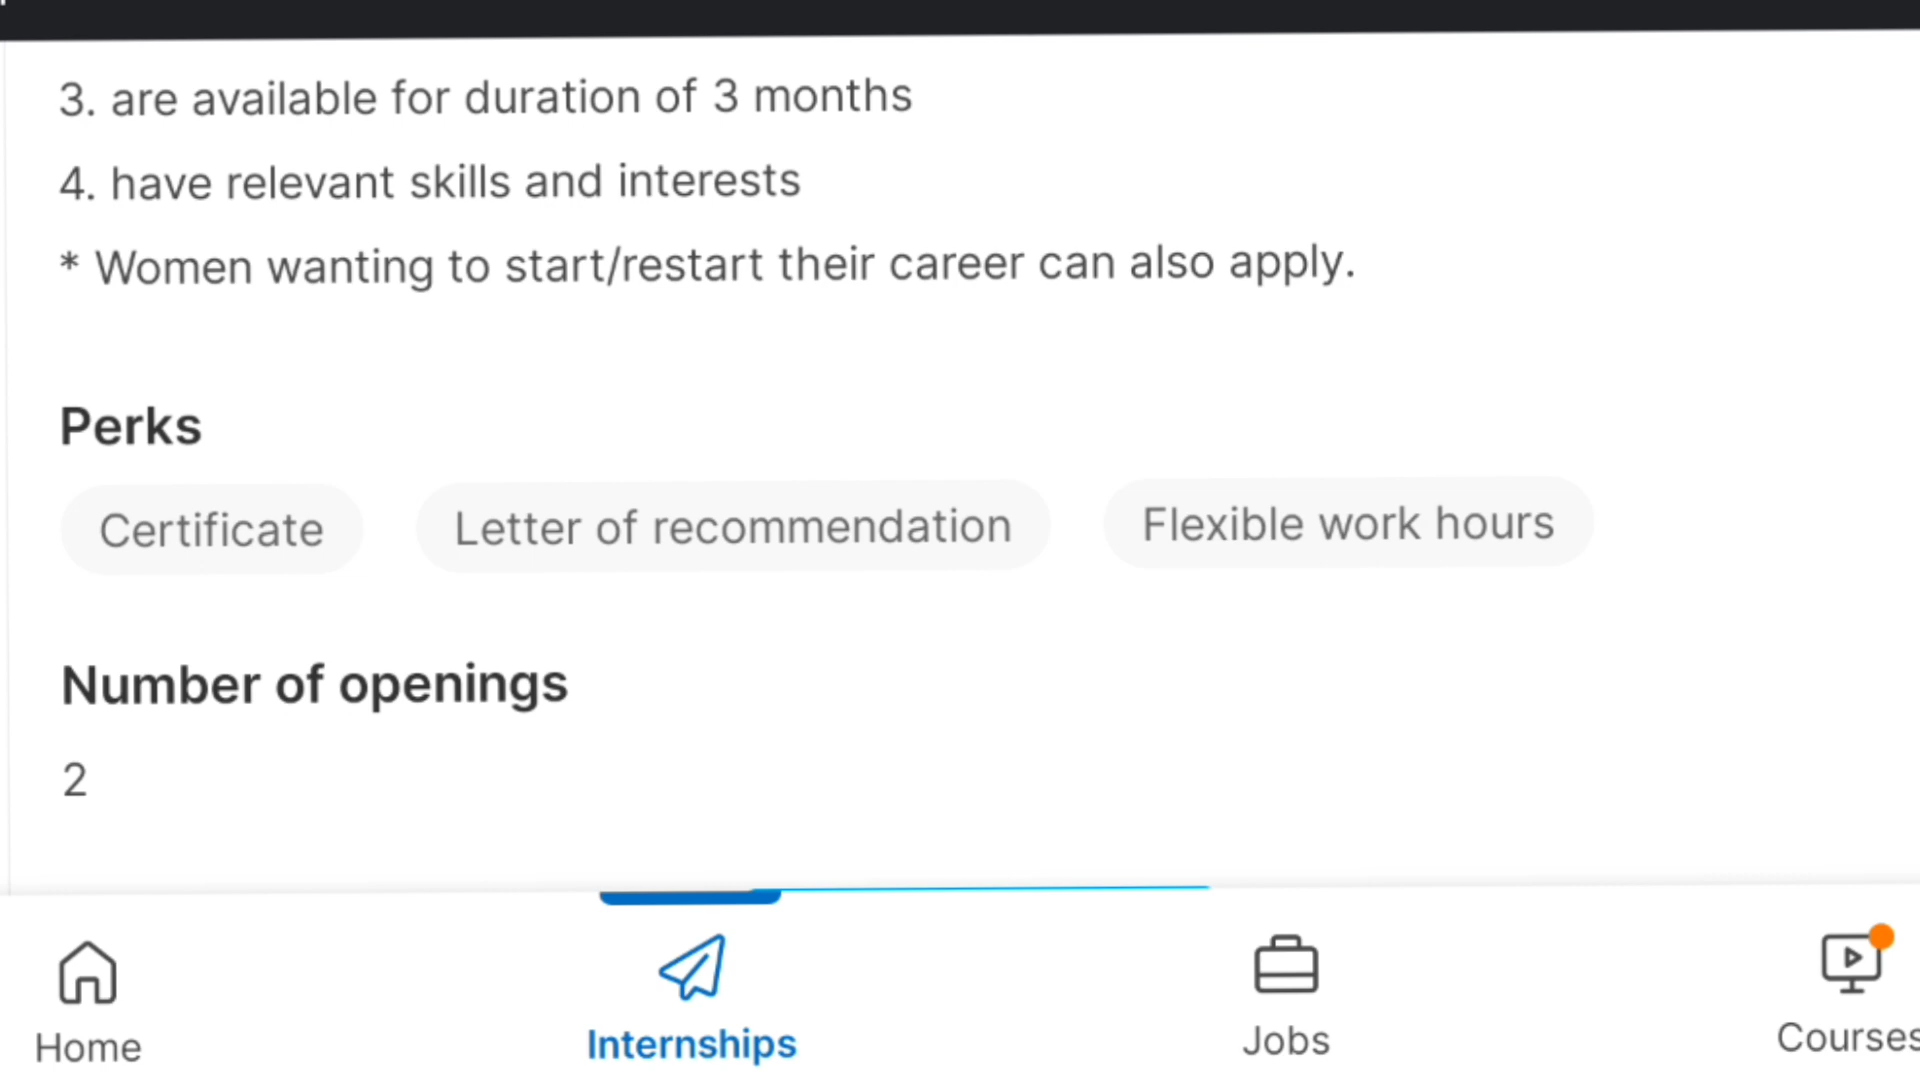 3. are available for duration of 3 months
4. have relevant skills and interests
* Women wanting to start/restart their career can also apply.
Perks
Certificate Letter of recommendation Flexible work hours
Number of openings
2
Home Internships Jobs Courses